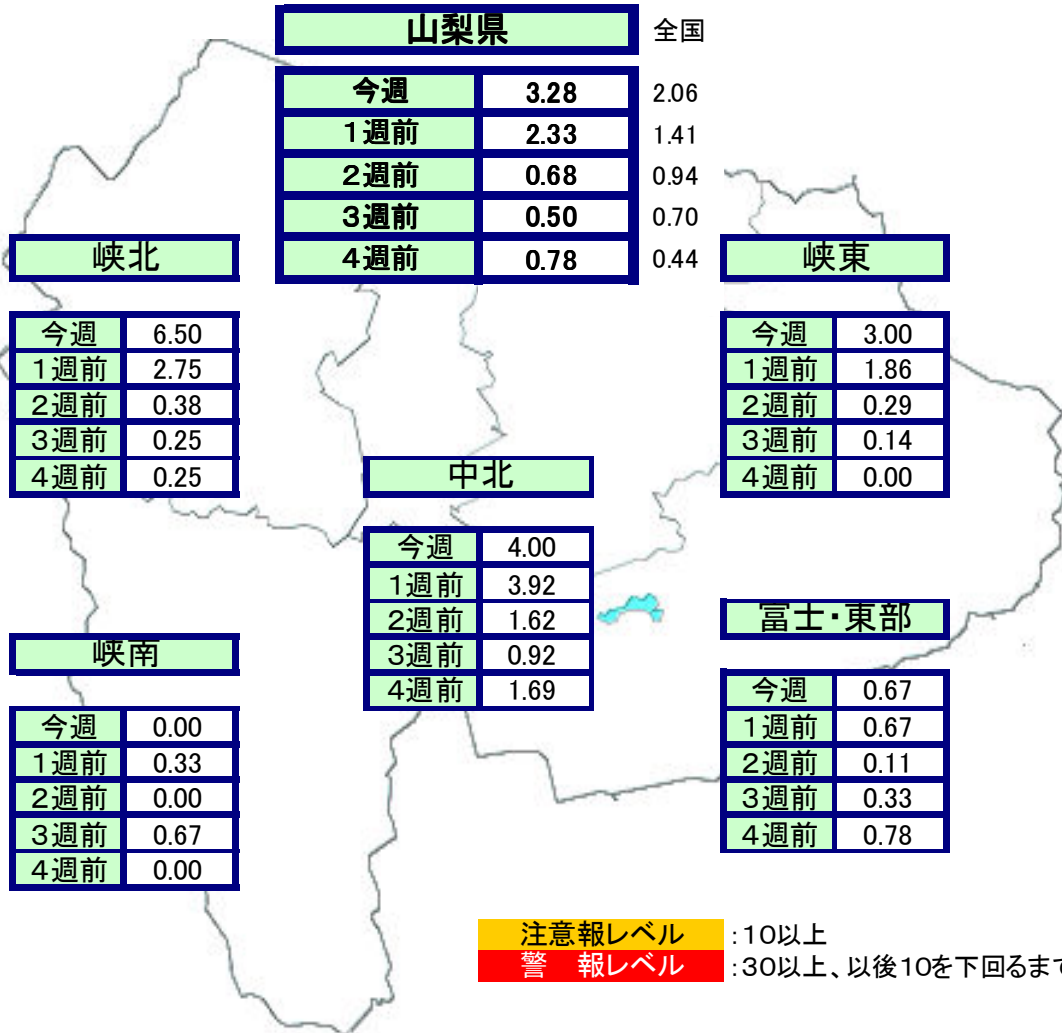 山梨県 全国
今週 3.28 2.06
1週前 2.33 1.41
2週前 0.68 0.94
3週前 0.50 0.70
4週前 0.78 0.44
峡北
今週 6.50
1週前 2.75
2週前 0.38
3週前 0.25
4週前 0.25
峡東
今週 3.00
1週前 1.86
2週前 0.29
3週前 0.14
4週前 0.00
中北
今週 4.00
1週前 3.92
2週前 1.62
3週前 0.92
4週前 1.69
峡南
今週 0.00
1週前 0.33
2週前 0.00
3週前 0.67
4週前 0.00
富士・東部
今週 0.67
1週前 0.67
2週前 0.11
3週前 0.33
4週前 0.78
注意報レベル :10以上
警 報レベル :30以上、以後10を下回るまで